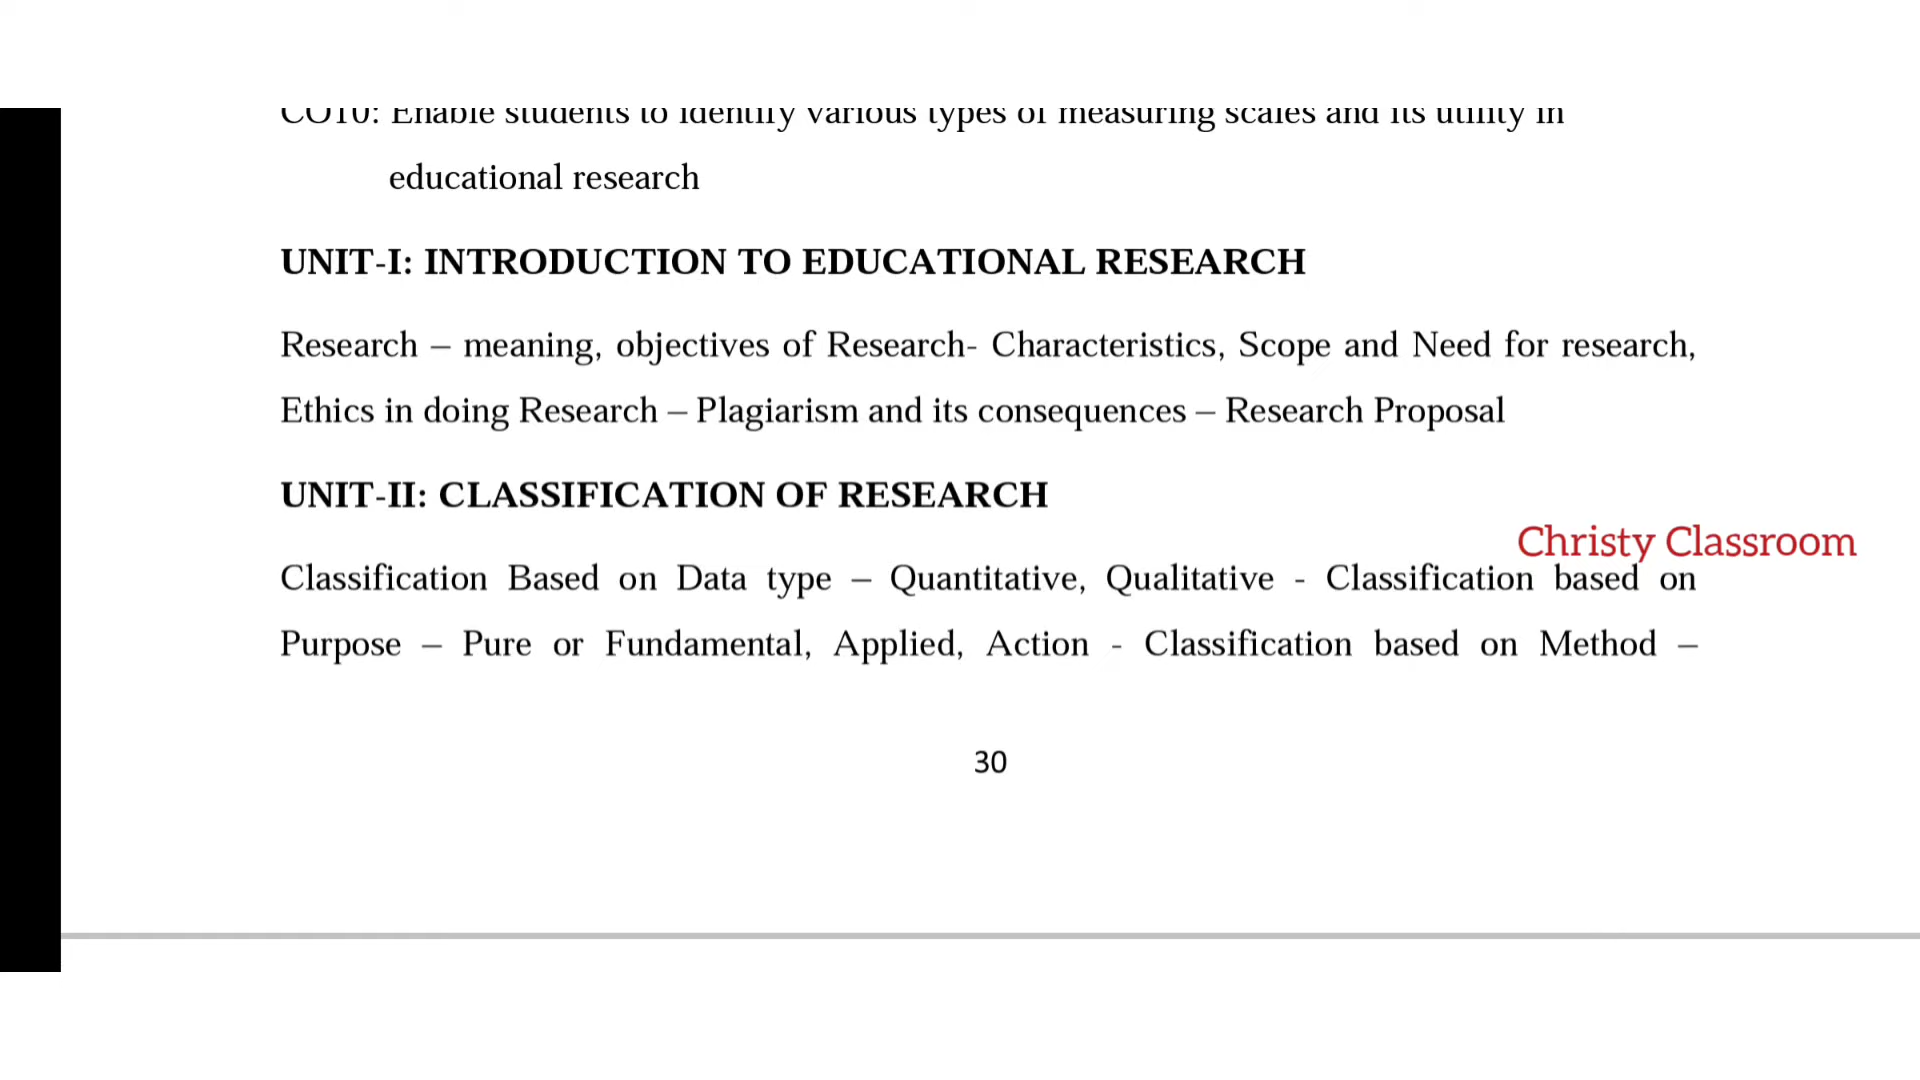 CO10: Enable students to identify various types of measuring scales and its utility in
educational research
UNIT-I: INTRODUCTION TO EDUCATIONAL RESEARCH
Research – meaning, objectives of Research- Characteristics, Scope and Need for research,
Ethics in doing Research – Plagiarism and its consequences – Research Proposal
UNIT-II: CLASSIFICATION OF RESEARCH
Christy Classroom
Classification Based on Data type – Quantitative, Qualitative - Classification based on
Purpose – Pure or Fundamental, Applied, Action - Classification based on Method –
30